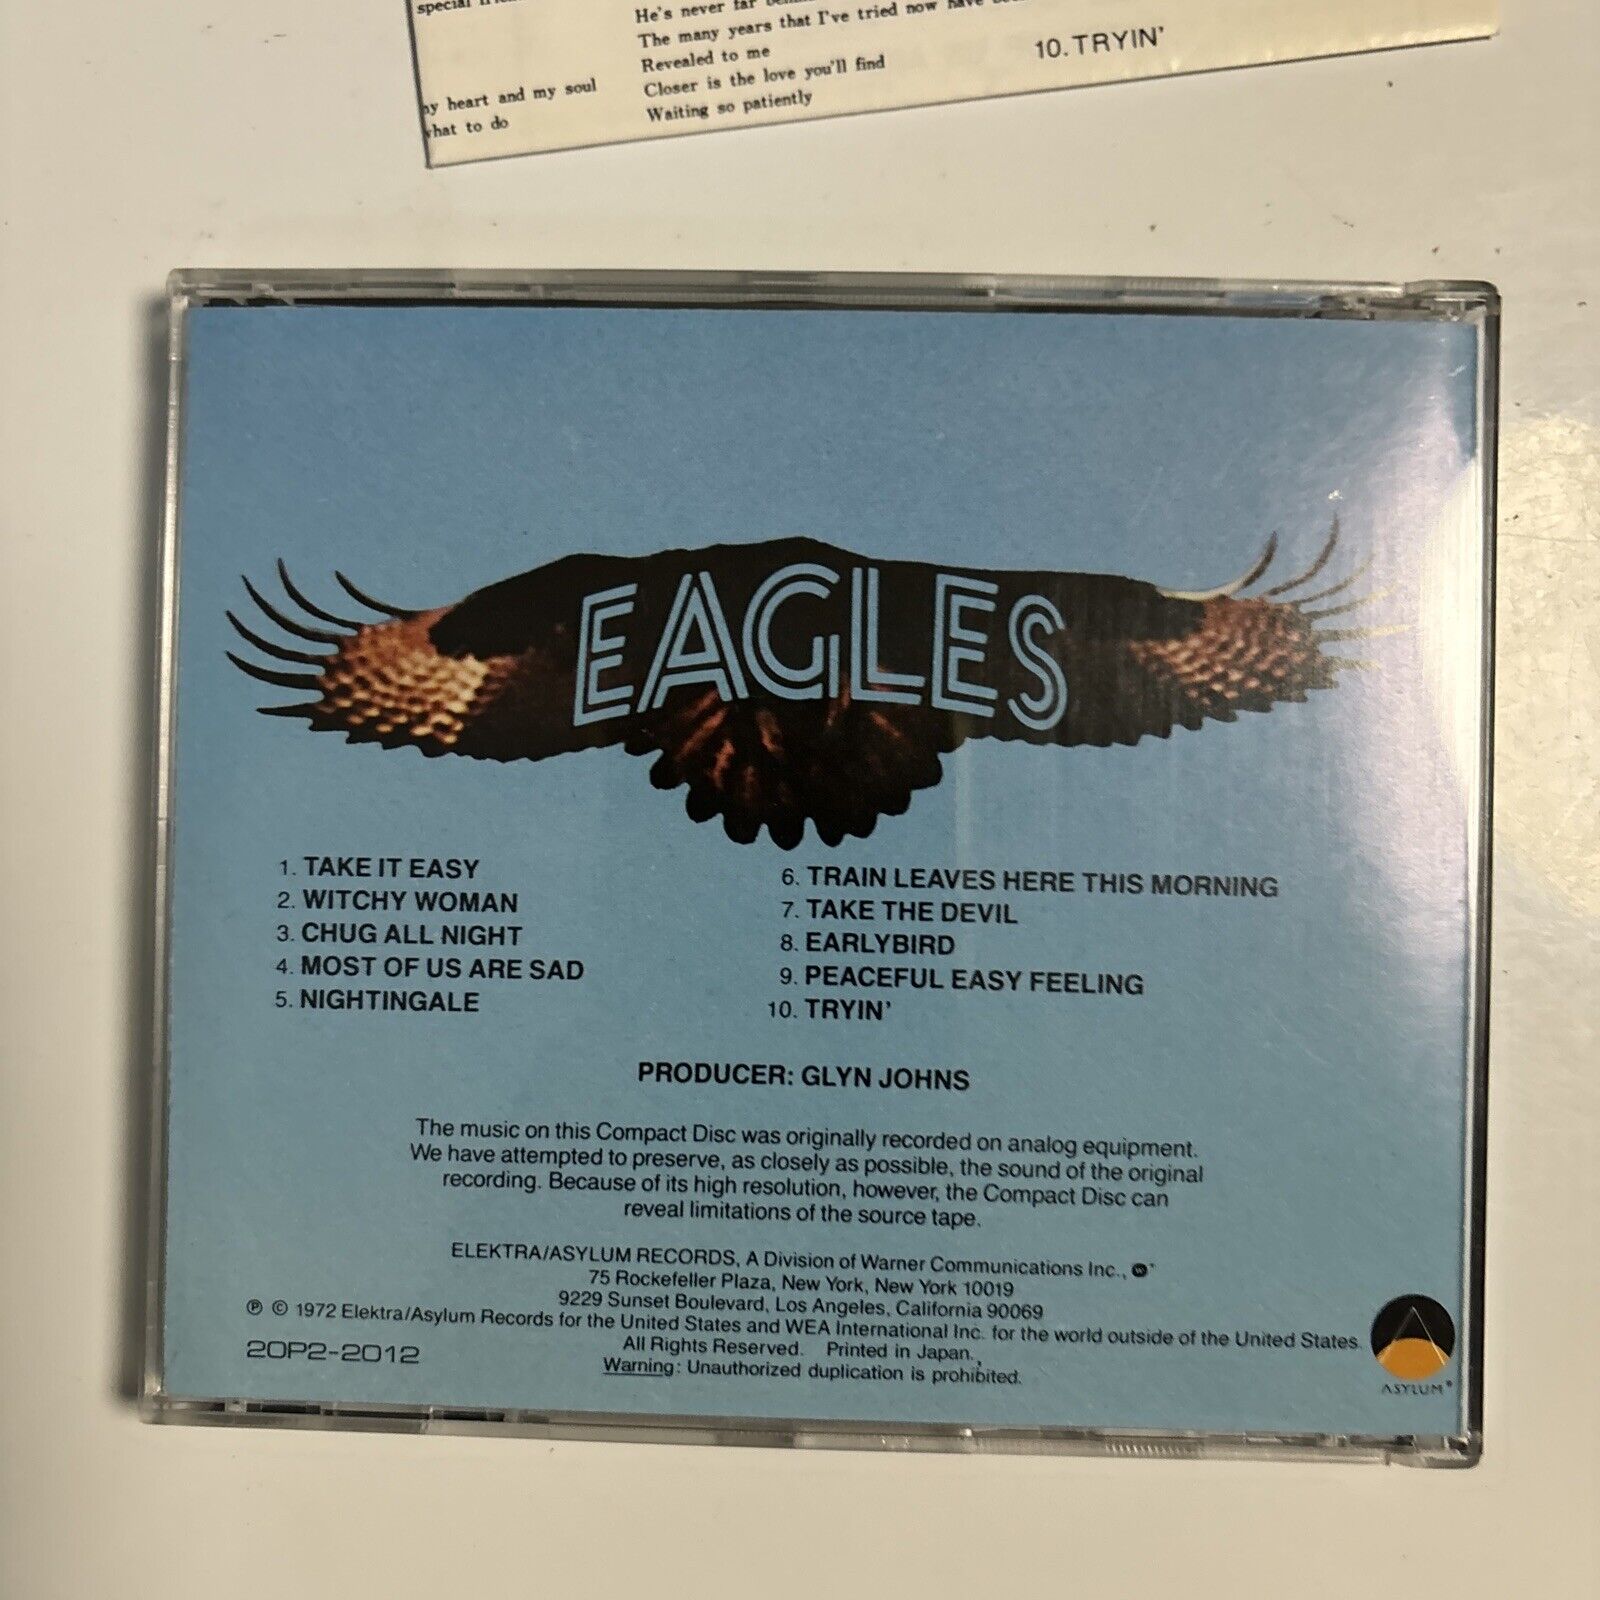 special
He's never far
The many years that I've tried now have
Revealed to me
Closer is the love you'll find
Waiting so patiently
10. TRYIN'
my heart and my soul
what to do
EAGLES
1. TAKE IT EASY
2. WITCHY WOMAN
3. CHUG ALL NIGHT
4. MOST OF US ARE SAD
5. NIGHTINGALE
6. TRAIN LEAVES HERE THIS MORNING
7. TAKE THE DEVIL
8. EARLYBIRD
9. PEACEFUL EASY FEELING
10. TRYIN'
PRODUCER: GLYN JOHNS
The music on this Compact Disc was originally recorded on analog equipment.
We have attempted to preserve, as closely as possible, the sound of the original
recording. Because of its high resolution, however, the Compact Disc can
reveal limitations of the source tape.
ELEKTRA/ASYLUM RECORDS, A Division of Warner Communications Inc., W
75 Rockefeller Plaza, New York, New York 10019
9229 Sunset Boulevard, Los Angeles, California 90069
℗ © 1972 Elektra/Asylum Records for the United States and WEA International Inc. for the world outside of the United States.
All Rights Reserved. Printed in Japan.
Warning: Unauthorized duplication is prohibited.
20P2-2012
ASYLUM®